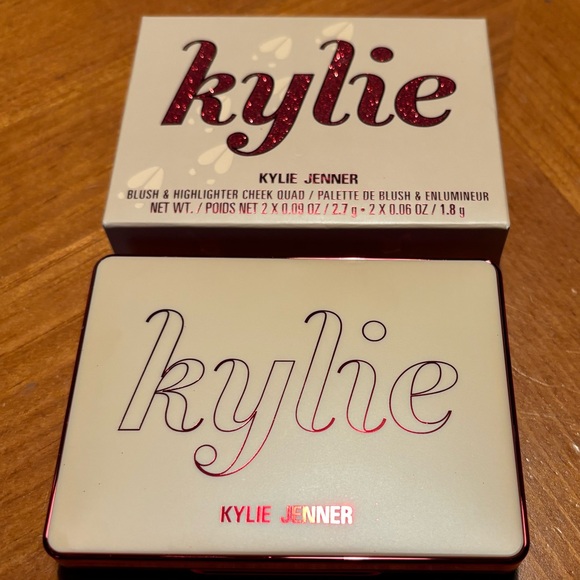 kylie
KYLIE JENNER
BLUSH & HIGHLIGHTER CHEEK QUAD / PALETTE DE BLUSH & ENLUMINEUR
NET WT. / POIDS NET 2 X 0.09 OZ / 2.7 g - 2 X 0.06 OZ / 1.8 g
kylie
KYLIE JENNER